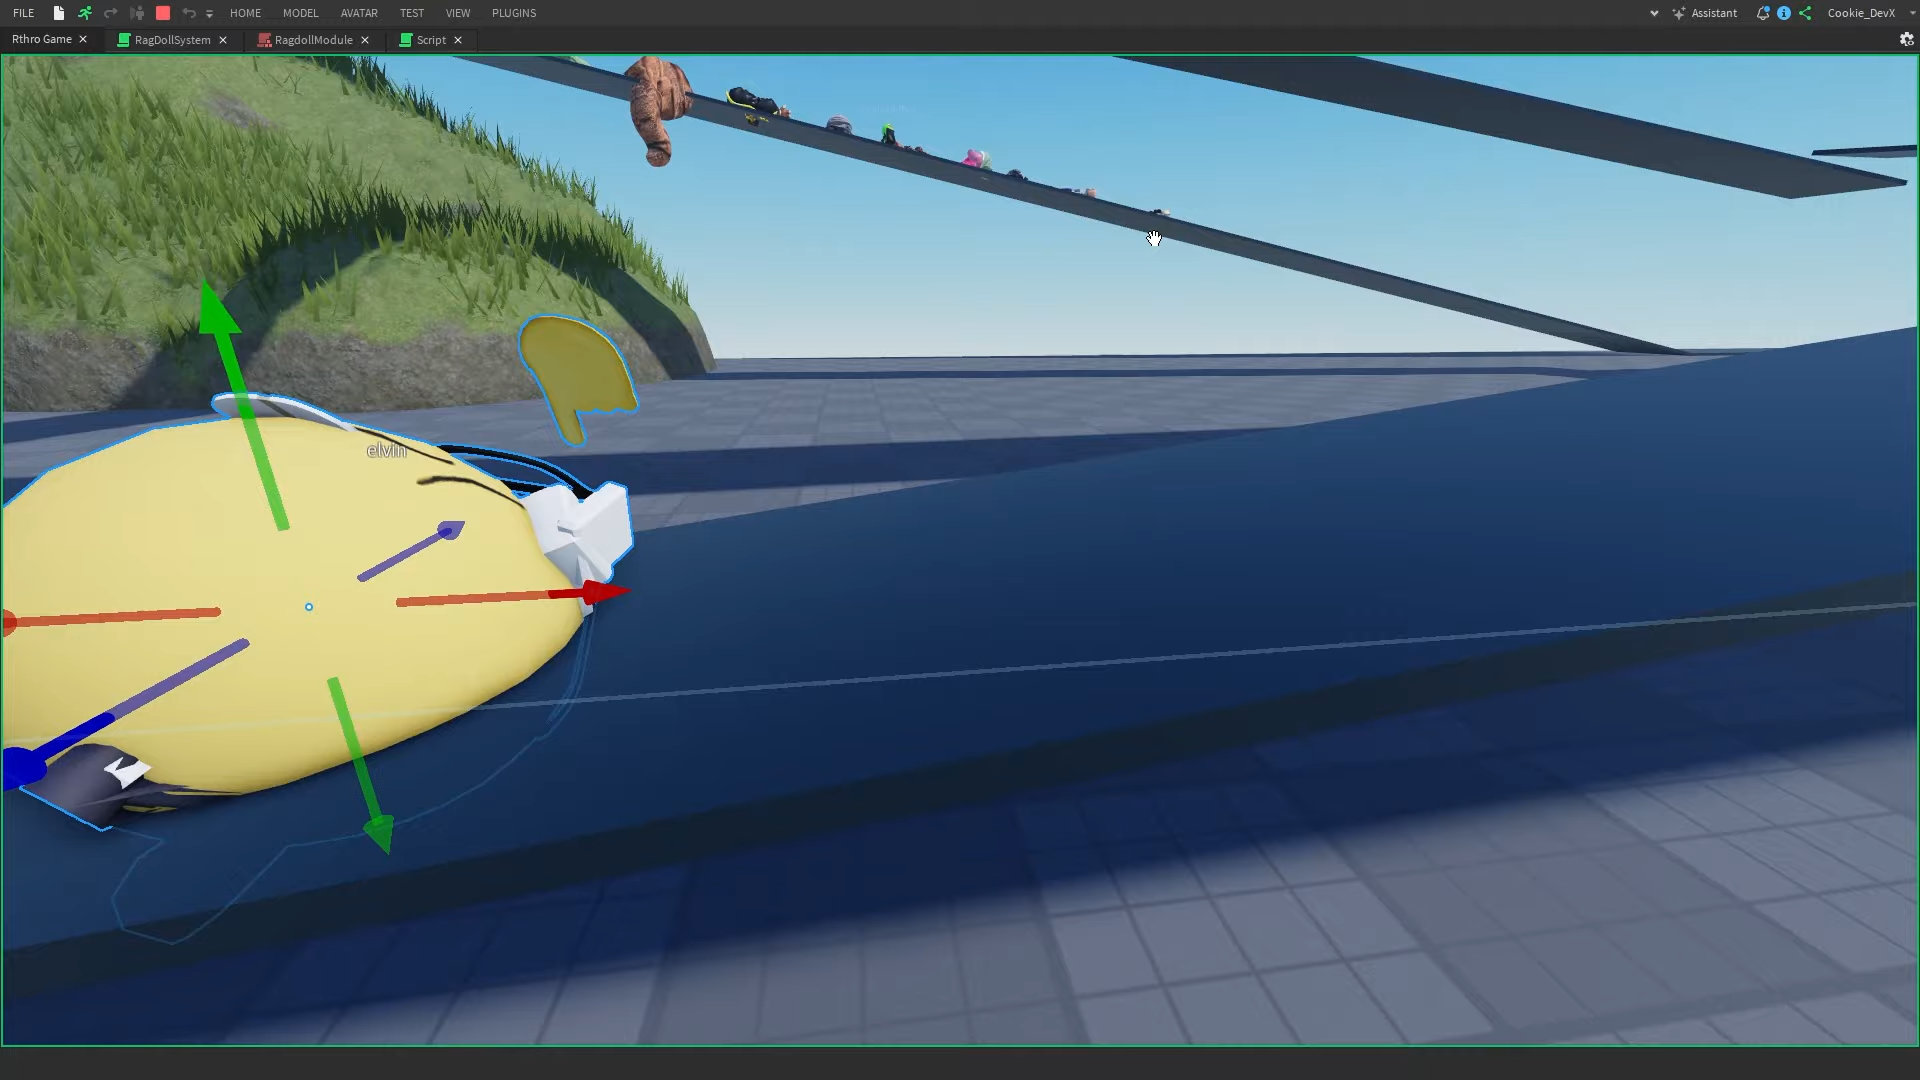 FILE HOME MODEL AVATAR TEST VIEW PLUGINS Assistant Cookie_DevX
Rthro Game RagDollSystem RagdollModule Script
elvin